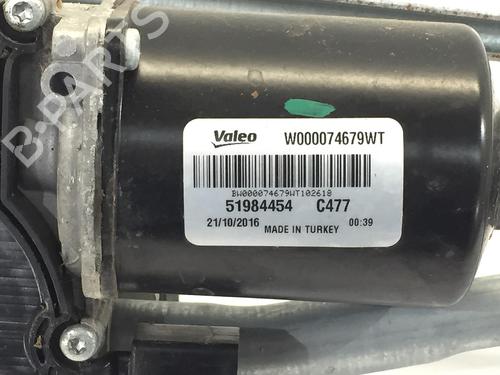 B-PARTS
Valeo W000074679WT
BW000074679WT102618
51984454 C477
21/10/2016 MADE IN TURKEY 00:39